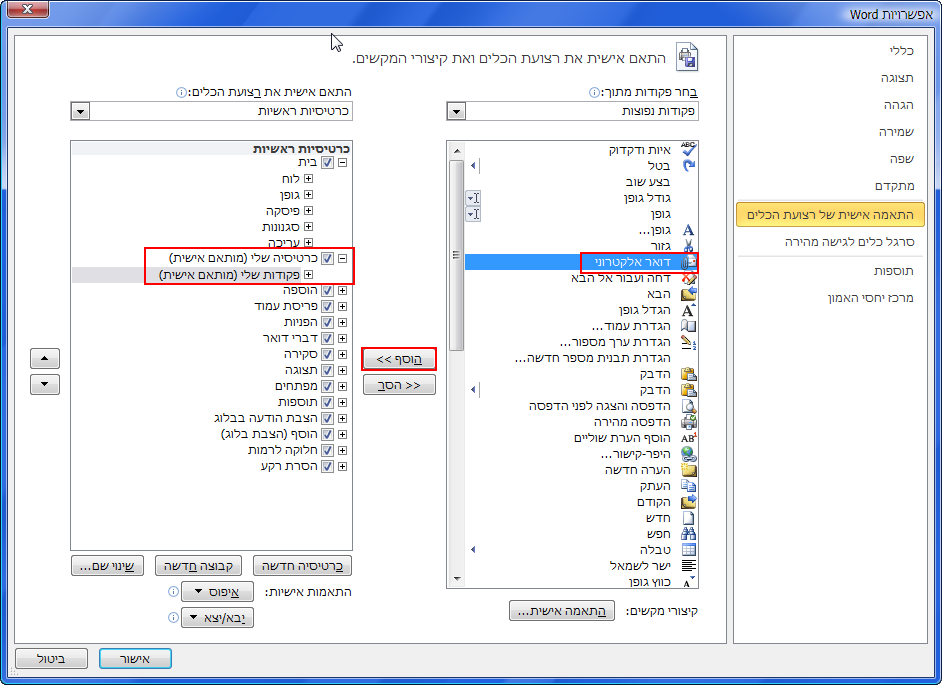 אפשרויות Word
כללי
תצוגה
הגהה
שמירה
שפה
מתקדם
התאמה אישית של רצועת הכלים
סרגל כלים לגישה מהירה
תוספות
מרכז יחסי האמון
התאם אישית את רצועת הכלים ואת קיצורי המקשים.
בחר פקודות מתוך:
פקודות נפוצות
איות ודקדוק
בטל
בצע שוב
גודל גופן
גופן
גופן...
גזור
דואר אלקטרוני
דחה ועבור אל הבא
הבא
הגדל גופן
הגדרת עמוד...
הגדרת ערך מספור...
הגדרת תבנית מספר חדשה...
הדבק
הדבק
הדפסה והצגה לפני הדפסה
הדפסה מהירה
הוסף הערת שוליים
היפר-קישור...
הערה חדשה
העתק
הקודם
חדש
חפש
טבלה
ישר לשמאל
כווץ גופן
קיצורי מקשים:
התאמה אישית...
הוסף >>
<< הסר
התאם אישית את רצועת הכלים:
כרטיסיות ראשיות
כרטיסיות ראשיות
בית
לוח
גופן
פיסקה
סגנונות
עריכה
כרטיסיה שלי (מותאם אישית)
פקודות שלי (מותאם אישית)
הוספה
פריסת עמוד
הפניות
דברי דואר
סקירה
תצוגה
מפתחים
תוספות
הצבת הודעה בבלוג
הוסף (הצבת בלוג)
חלוקה לרמות
הסרת רקע
כרטיסיה חדשה
קבוצה חדשה
שינוי שם...
התאמות אישיות:
איפוס
יבא/יצא
אישור
ביטול